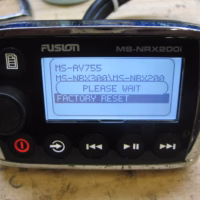 FUSION MS-NRX200i
MS-AV755
MS-NRX300\MS-NRX200
PLEASE WAIT
FACTORY RESET